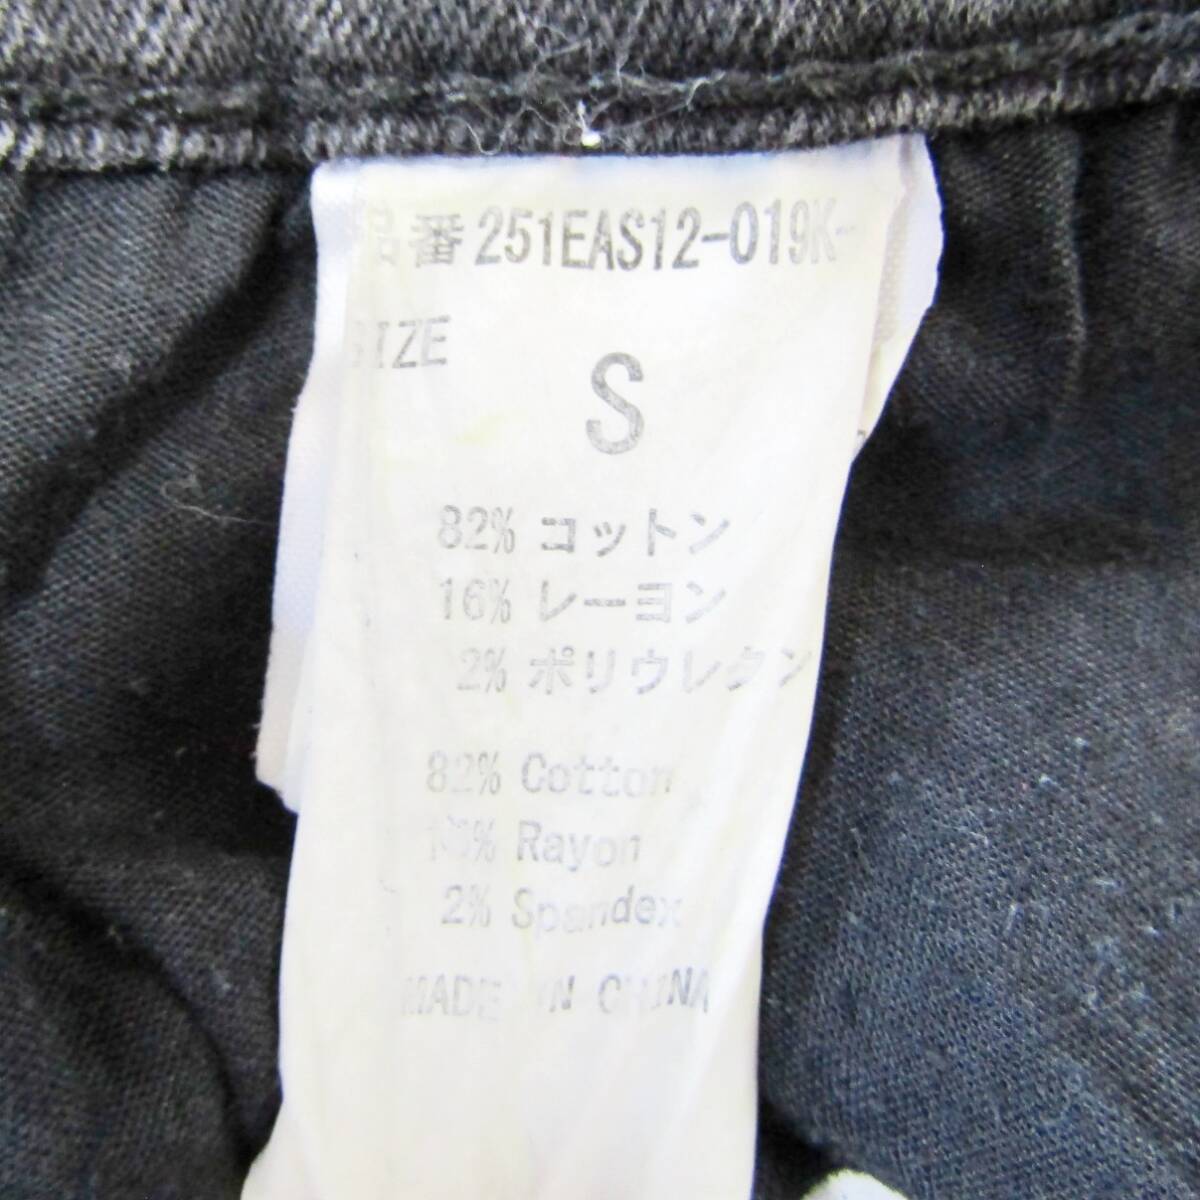 品番251EAS12-019K-
SIZE
S
82% コットン
16% レーヨン
2% ポリウレタン
82% Cotton
16% Rayon
2% Spandex
MADE IN CHINA